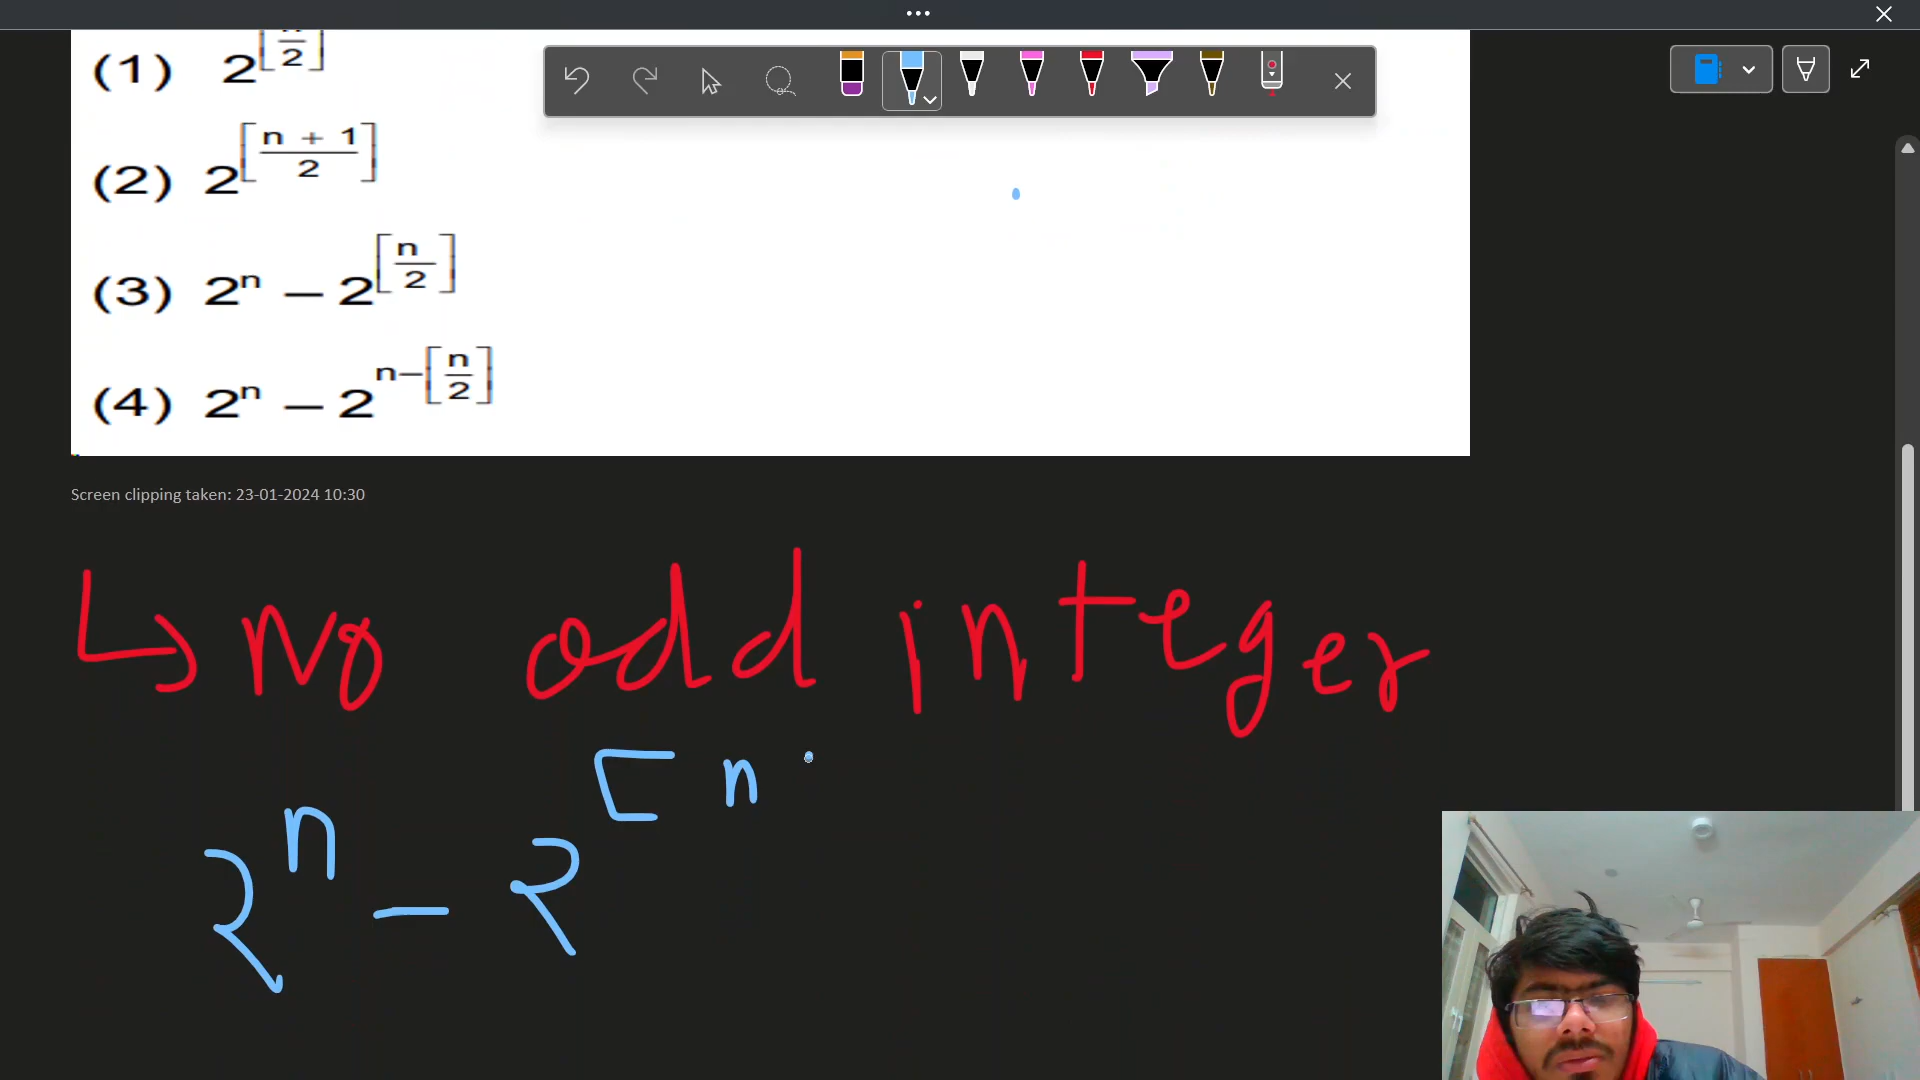 (1) 2^[n/2]
(2) 2^[(n + 1)/2]
(3) 2^n – 2^[n/2]
(4) 2^n – 2^(n–[n/2])
Screen clipping taken: 23-01-2024 10:30
↳ No odd integer
2^n – 2^[ n